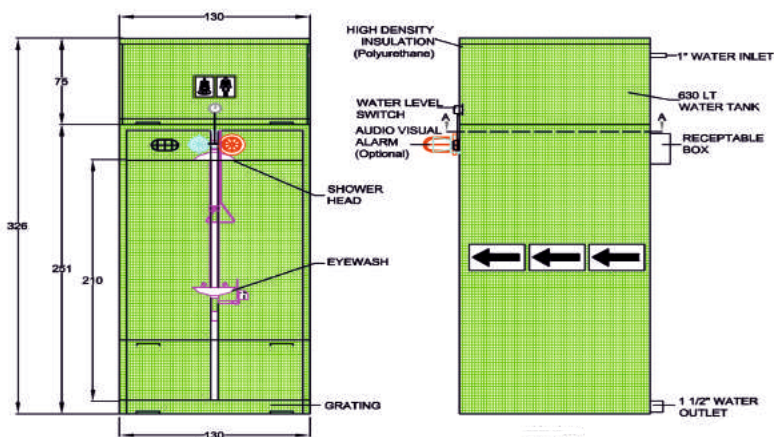 130
326
75
251
210
SHOWER
HEAD
EYEWASH
GRATING
130
HIGH DENSITY
INSULATION
(Polyurethane)
WATER LEVEL
SWITCH
AUDIO VISUAL
ALARM
(Optional)
A
A
1" WATER INLET
630 LT
WATER TANK
RECEPTABLE
BOX
1 1/2" WATER
OUTLET